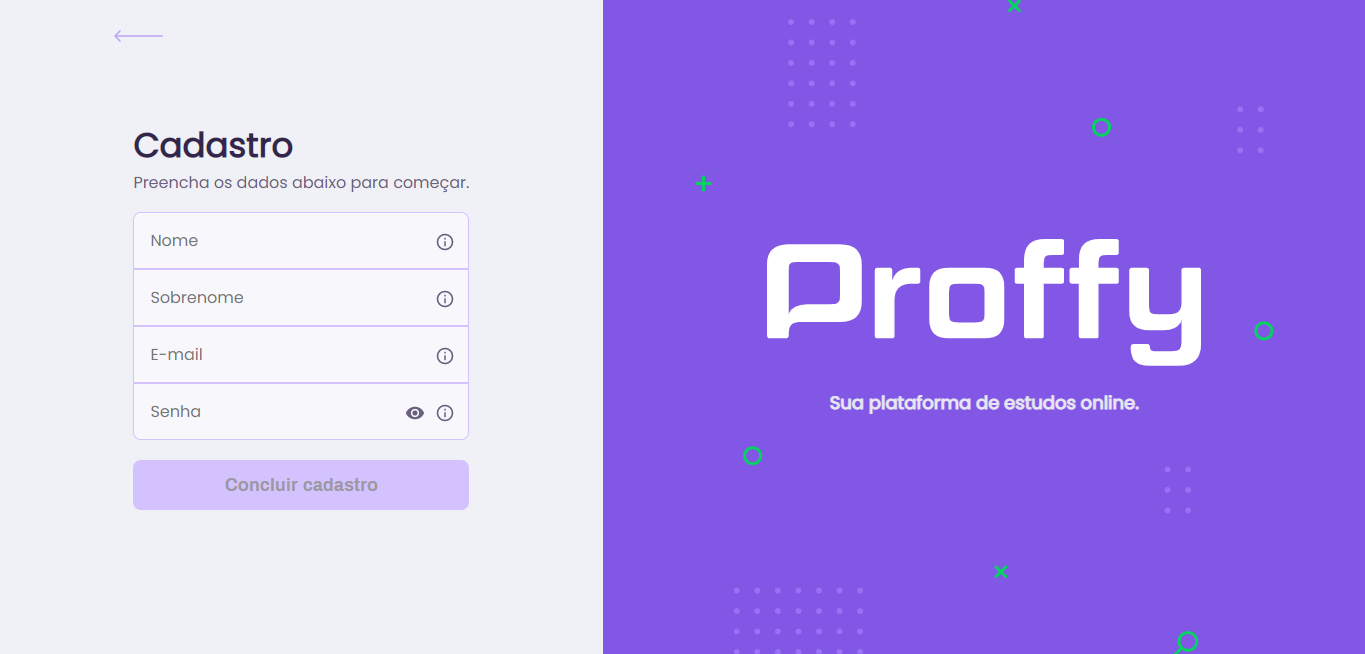 Cadastro
Preencha os dados abaixo para começar.
Nome
Sobrenome
E-mail
Senha
Concluir cadastro
Proffy
Sua plataforma de estudos online.